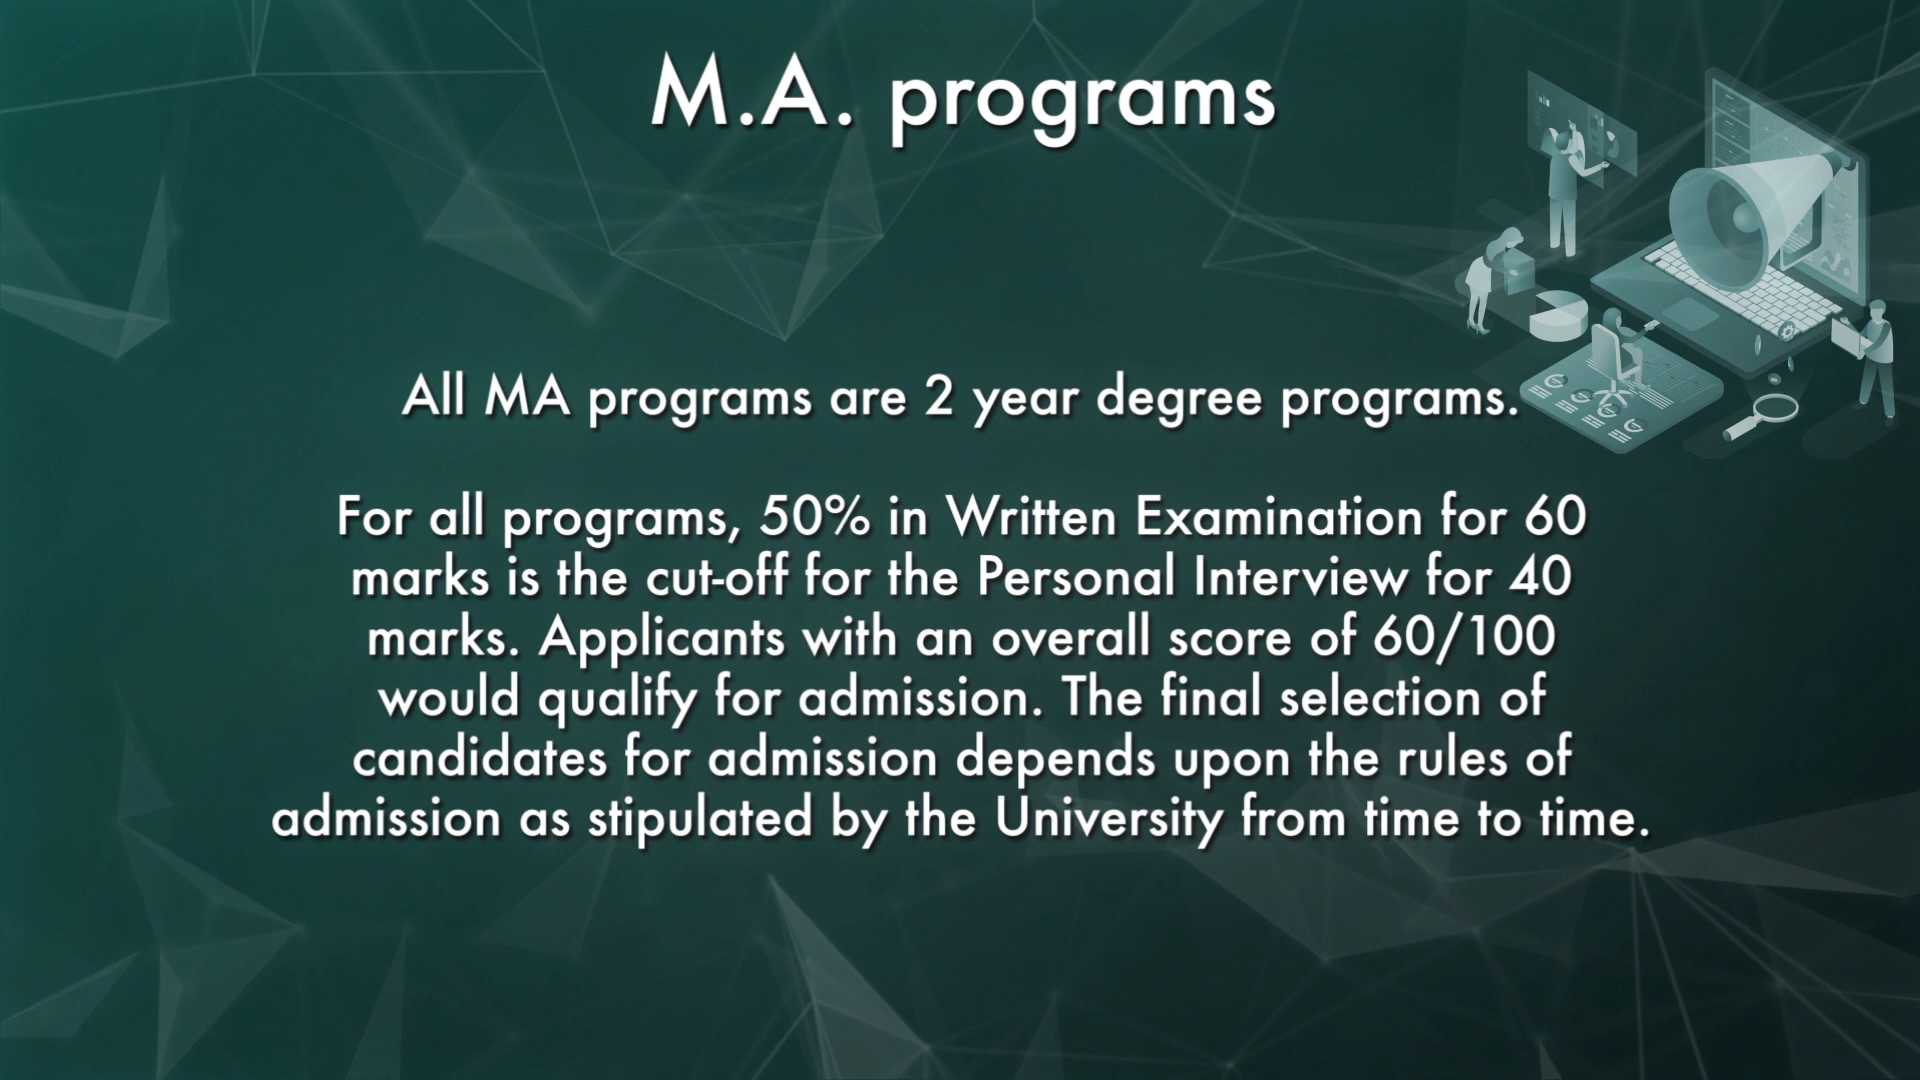 M.A. programs
All MA programs are 2 year degree programs.
For all programs, 50% in Written Examination for 60
marks is the cut-off for the Personal Interview for 40
marks. Applicants with an overall score of 60/100
would qualify for admission. The final selection of
candidates for admission depends upon the rules of
admission as stipulated by the University from time to time.